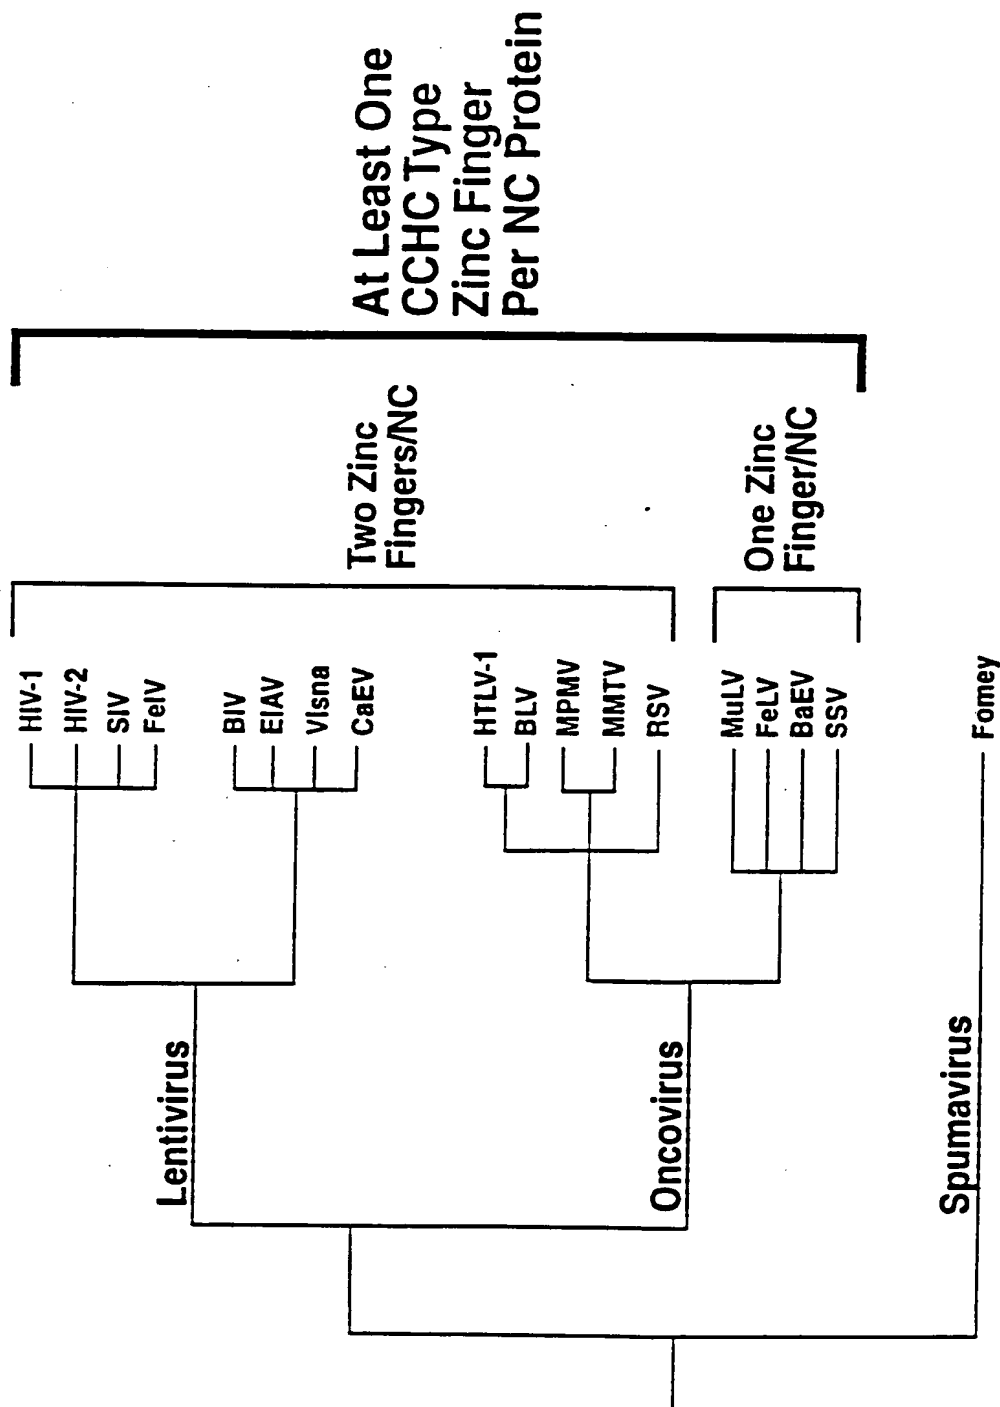 Lentivirus
Oncovirus
Spumavirus
HIV-1
HIV-2
SIV
FeIV
BIV
EIAV
Visna
CaEV
HTLV-1
BLV
MPMV
MMTV
RSV
MuLV
FeLV
BaEV
SSV
Fomey
Two Zinc
Fingers/NC
One Zinc
Finger/NC
At Least One
CCHC Type
Zinc Finger
Per NC Protein